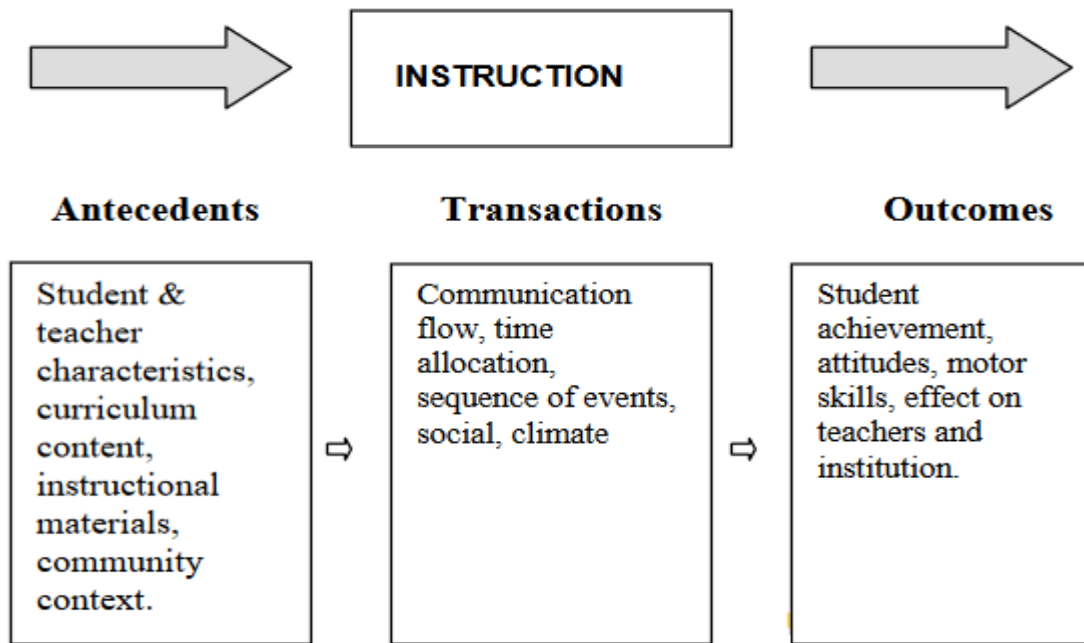 INSTRUCTION
Antecedents
Transactions
Outcomes
Student &
teacher
characteristics,
curriculum
content,
instructional
materials,
community
context.
Communication
flow, time
allocation,
sequence of events,
social, climate
Student
achievement,
attitudes, motor
skills, effect on
teachers and
institution.